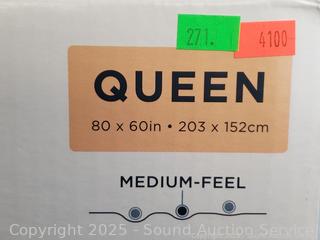 271.
4100
QUEEN
80 x 60in • 203 x 152cm
MEDIUM-FEEL
Copyright 2025 - Sound Auction Service